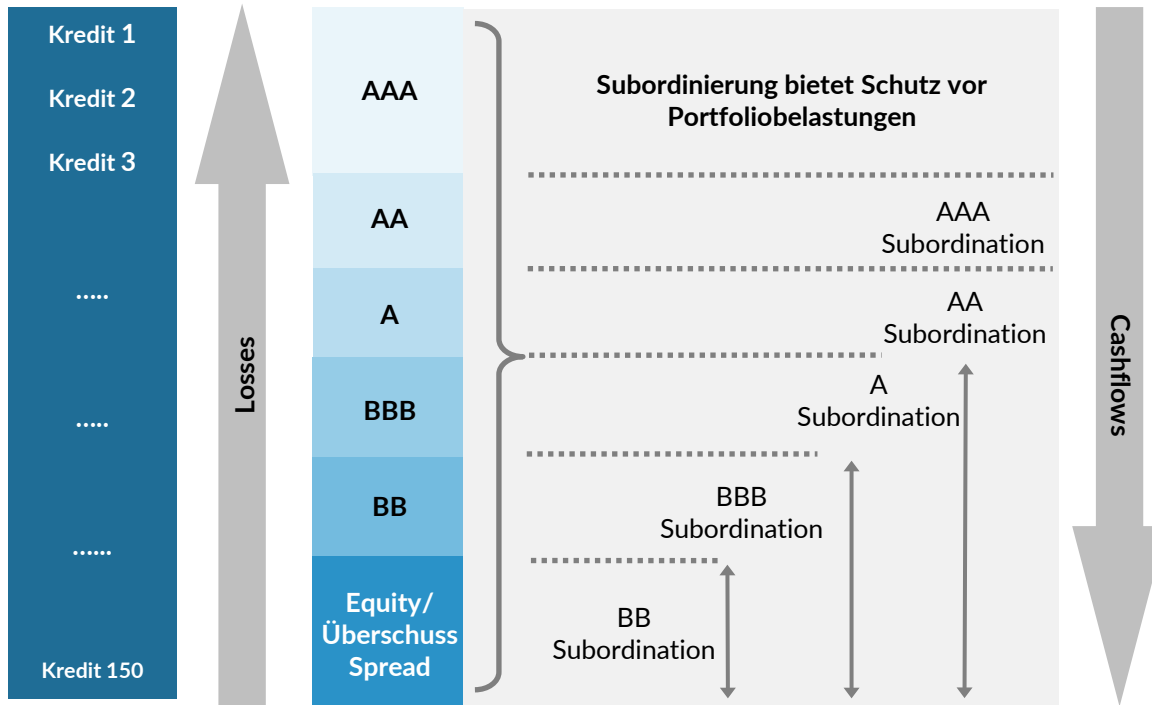 Kredit 1
Kredit 2
Kredit 3
.....
.....
......
Kredit 150
Losses
AAA
AA
A
BBB
BB
Equity/
Überschuss
Spread
Subordinierung bietet Schutz vor
Portfoliobelastungen
AAA
Subordination
AA
Subordination
A
Subordination
BBB
Subordination
BB
Subordination
Cashflows